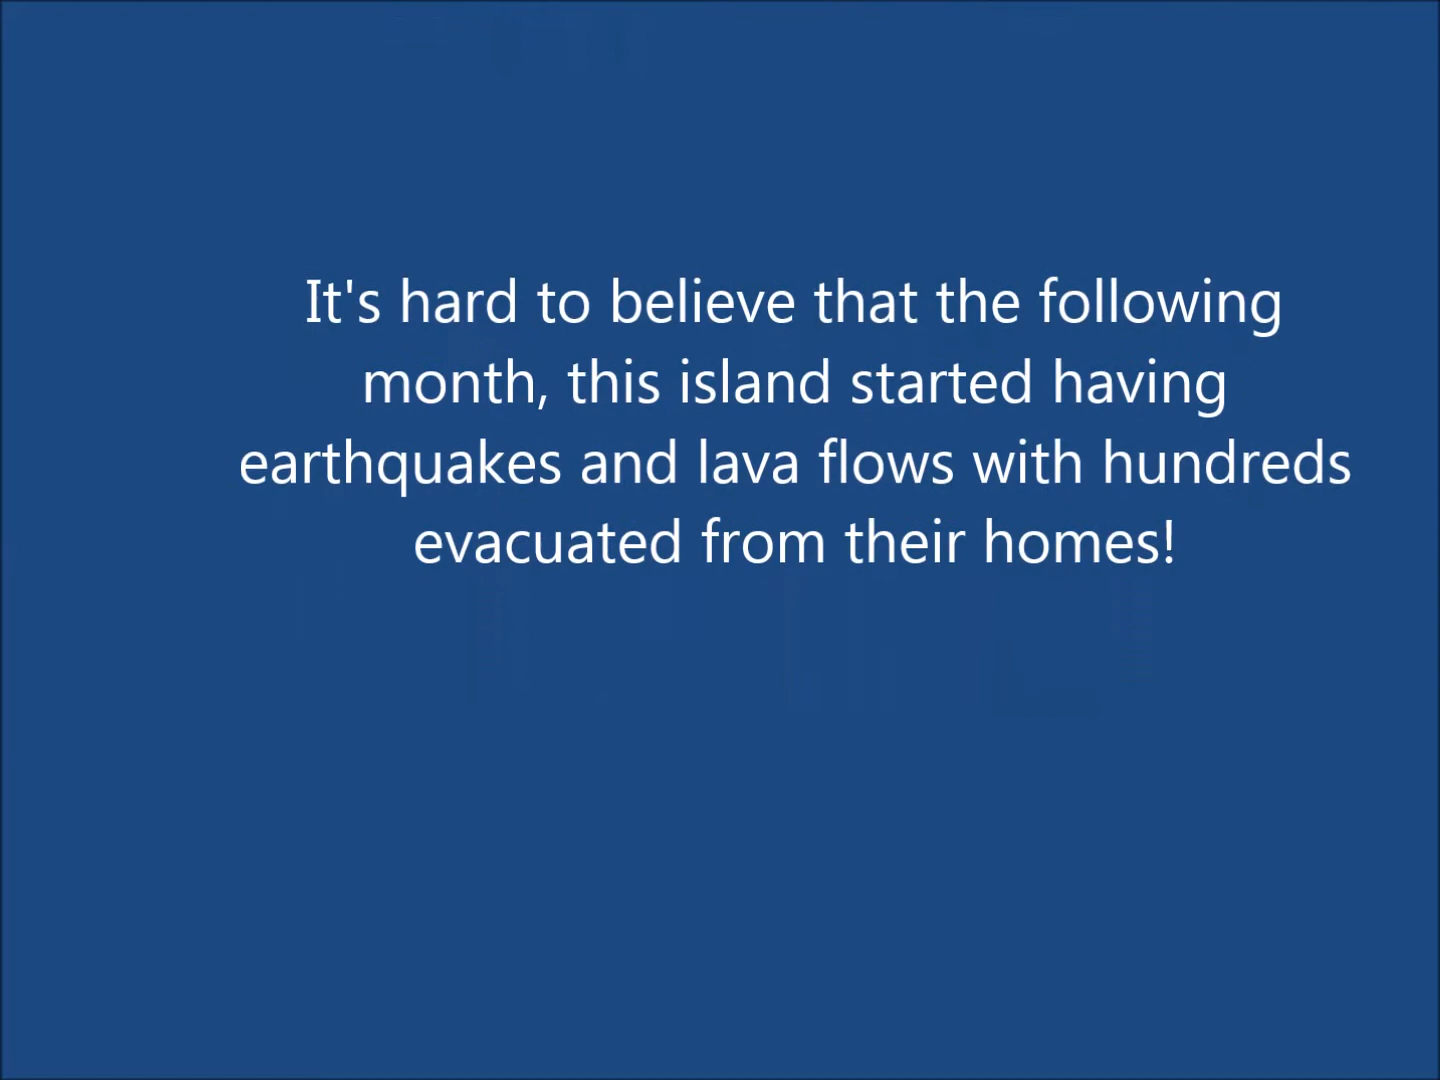 It's hard to believe that the following
month, this island started having
earthquakes and lava flows with hundreds
evacuated from their homes!